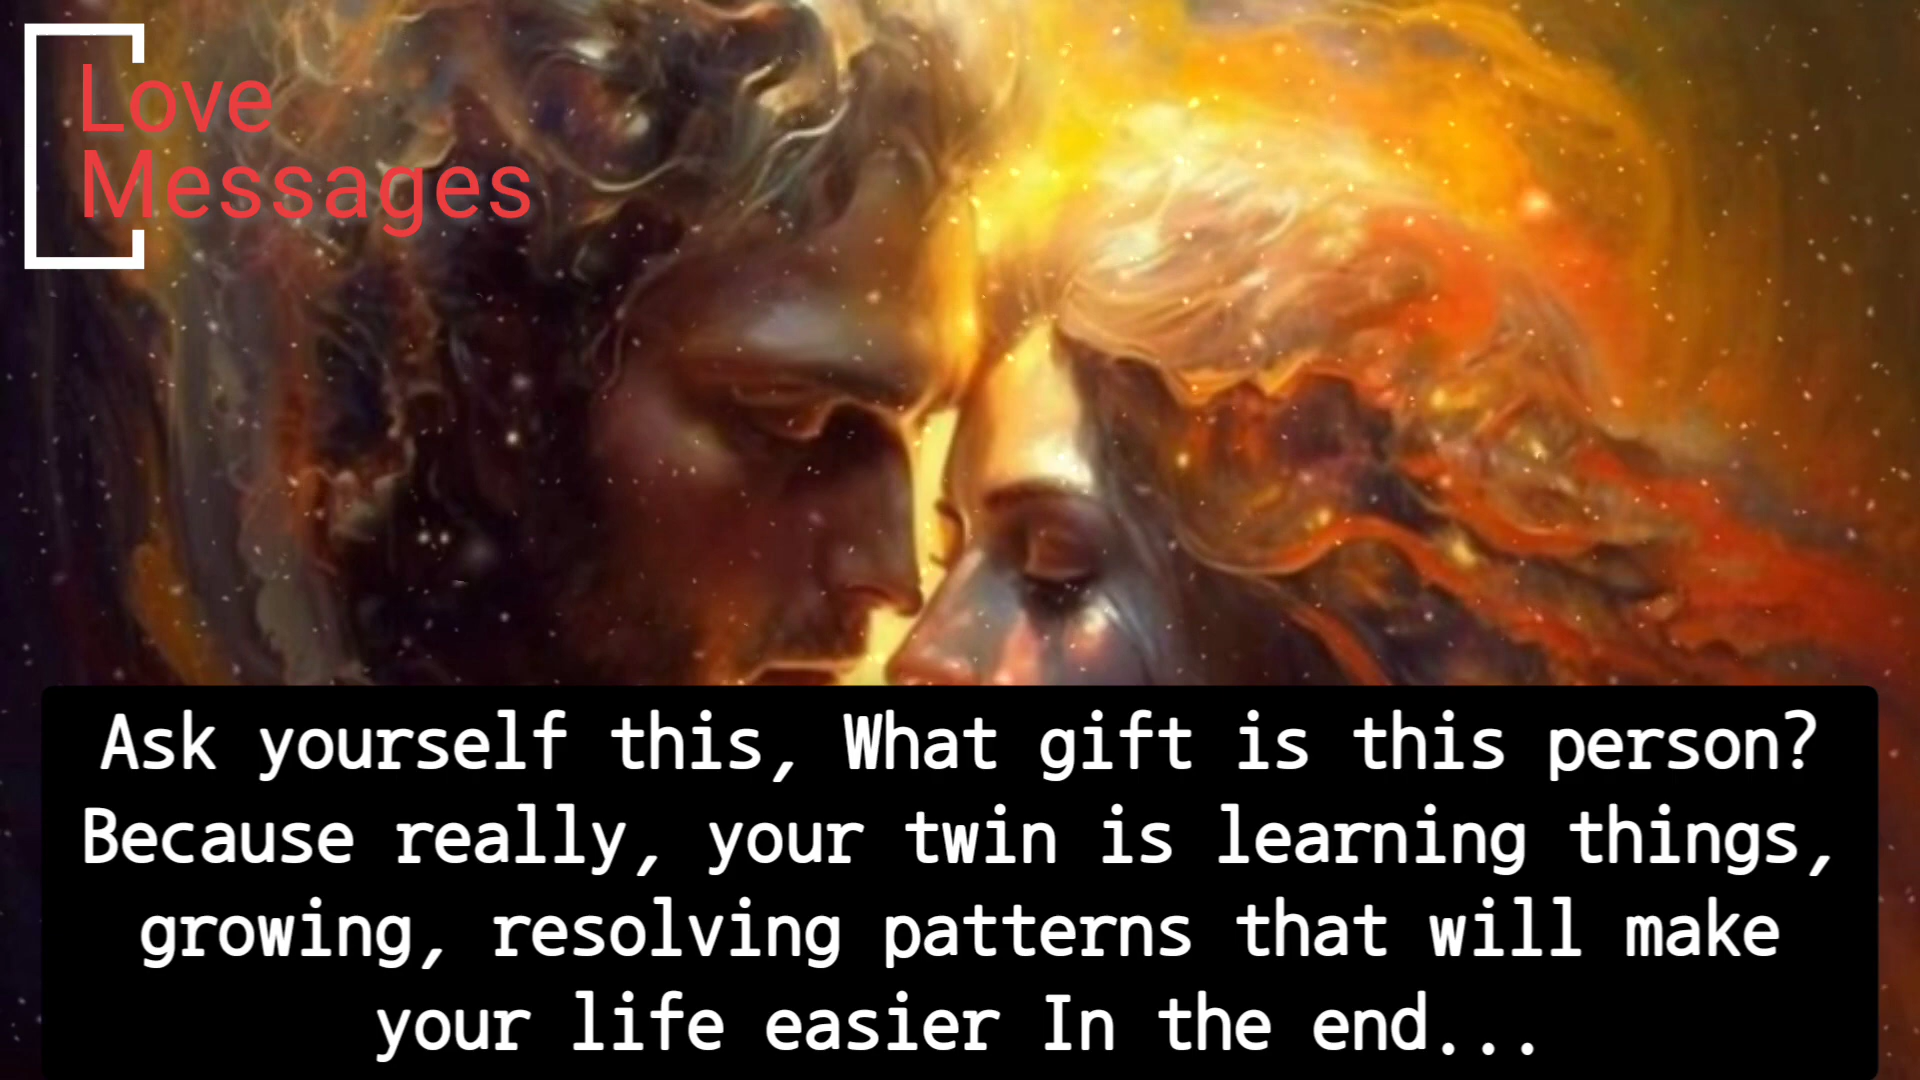 Love
Messages
Ask yourself this, What gift is this person?
Because really, your twin is learning things,
growing, resolving patterns that will make
your life easier In the end...